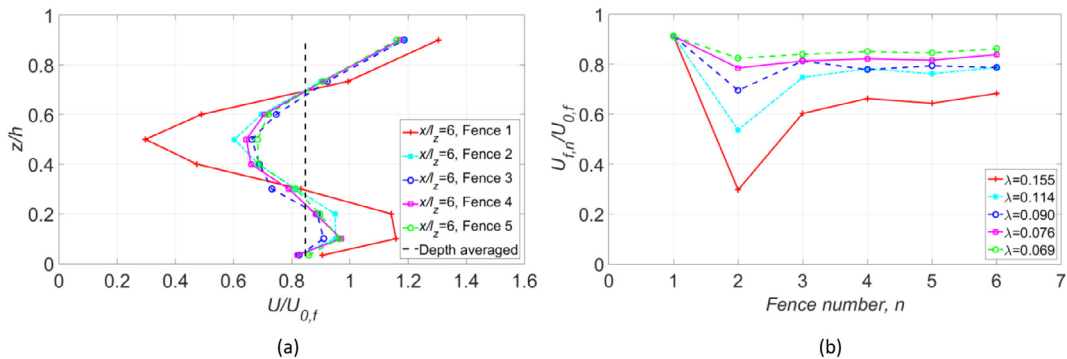 z/h
1
0.8
0.6
0.4
0.2
0
0
0.2
0.4
0.6
0.8
1
1.2
1.4
1.6
U/U0,f
x/lz=6, Fence 1
x/lz=6, Fence 2
x/lz=6, Fence 3
x/lz=6, Fence 4
x/lz=6, Fence 5
Depth averaged
(a)
Uf,n/U0,f
1
0.8
0.6
0.4
0.2
0
0
1
2
3
4
5
6
7
Fence number, n
λ=0.155
λ=0.114
λ=0.090
λ=0.076
λ=0.069
(b)